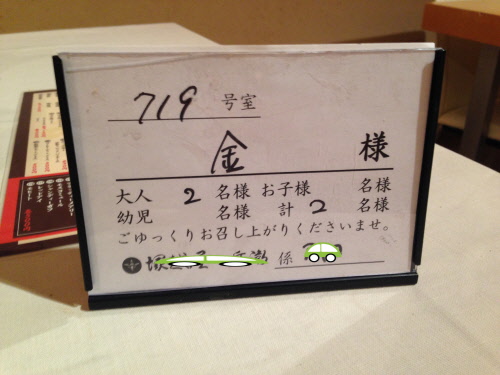 719 号室
金 様
大人 2 名様 お子様 名様
幼児 名様 計 2 名様
ごゆっくりお召し上がりくださいませ。
係